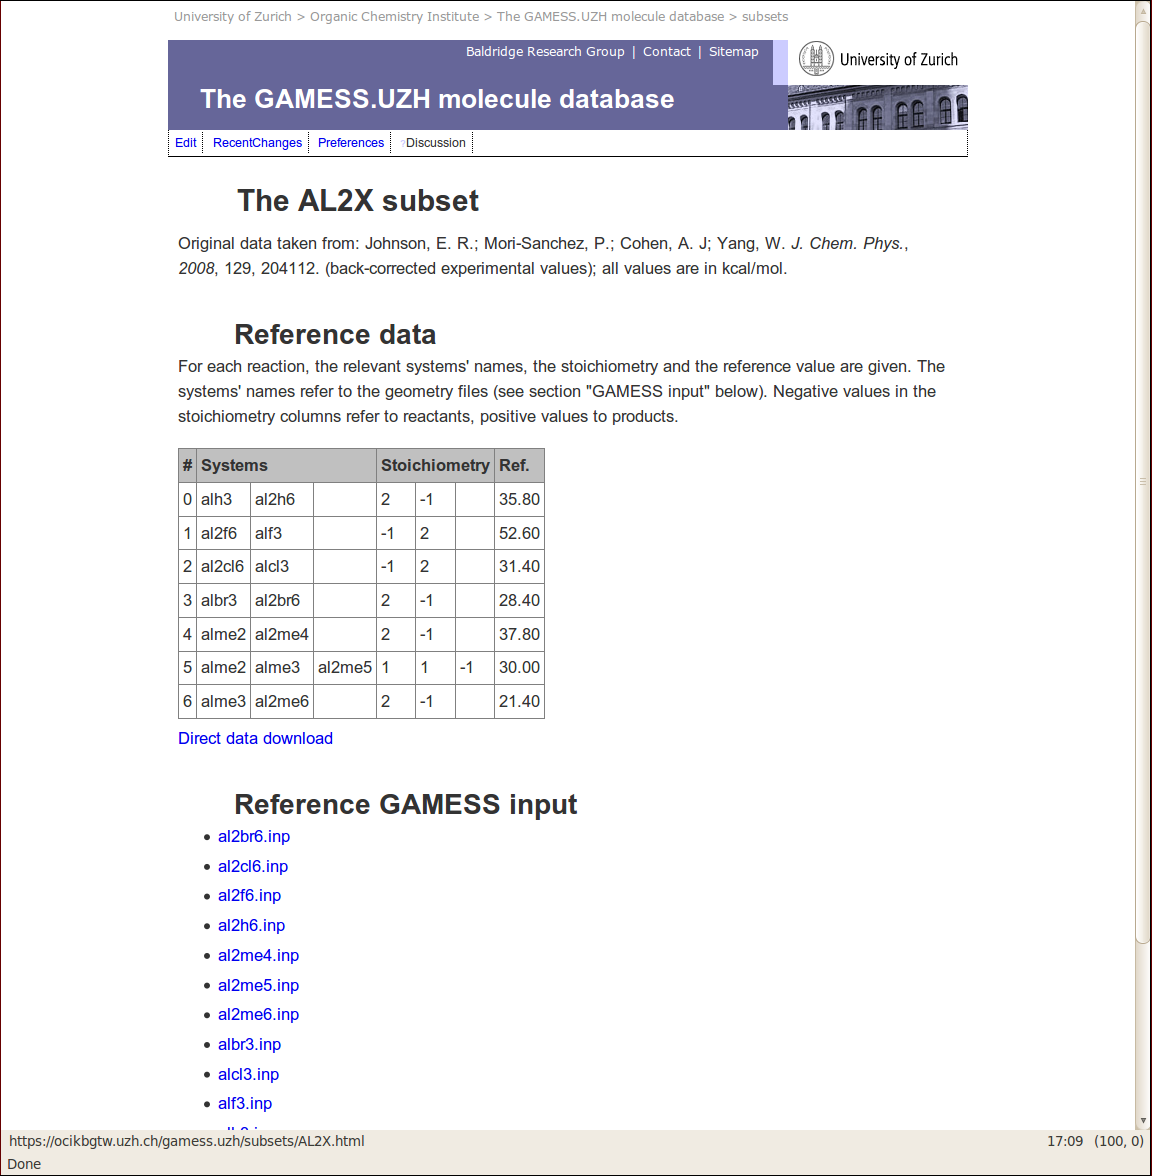 University of Zurich > Organic Chemistry Institute > The GAMESS.UZH molecule database > subsets
Baldridge Research Group | Contact | Sitemap
University of Zurich
The GAMESS.UZH molecule database
Edit RecentChanges Preferences ?Discussion
The AL2X subset
Original data taken from: Johnson, E. R.; Mori-Sanchez, P.; Cohen, A. J; Yang, W. J. Chem. Phys.,
2008, 129, 204112. (back-corrected experimental values); all values are in kcal/mol.
Reference data
For each reaction, the relevant systems' names, the stoichiometry and the reference value are given. The
systems' names refer to the geometry files (see section "GAMESS input" below). Negative values in the
stoichiometry columns refer to reactants, positive values to products.
# Systems Stoichiometry Ref.
0 alh3 al2h6 2 -1 35.80
1 al2f6 alf3 -1 2 52.60
2 al2cl6 alcl3 -1 2 31.40
3 albr3 al2br6 2 -1 28.40
4 alme2 al2me4 2 -1 37.80
5 alme2 alme3 al2me5 1 1 -1 30.00
6 alme3 al2me6 2 -1 21.40
Direct data download
Reference GAMESS input
• al2br6.inp
• al2cl6.inp
• al2f6.inp
• al2h6.inp
• al2me4.inp
• al2me5.inp
• al2me6.inp
• albr3.inp
• alcl3.inp
• alf3.inp
https://ocikbgtw.uzh.ch/gamess.uzh/subsets/AL2X.html 17:09 (100, 0)
Done